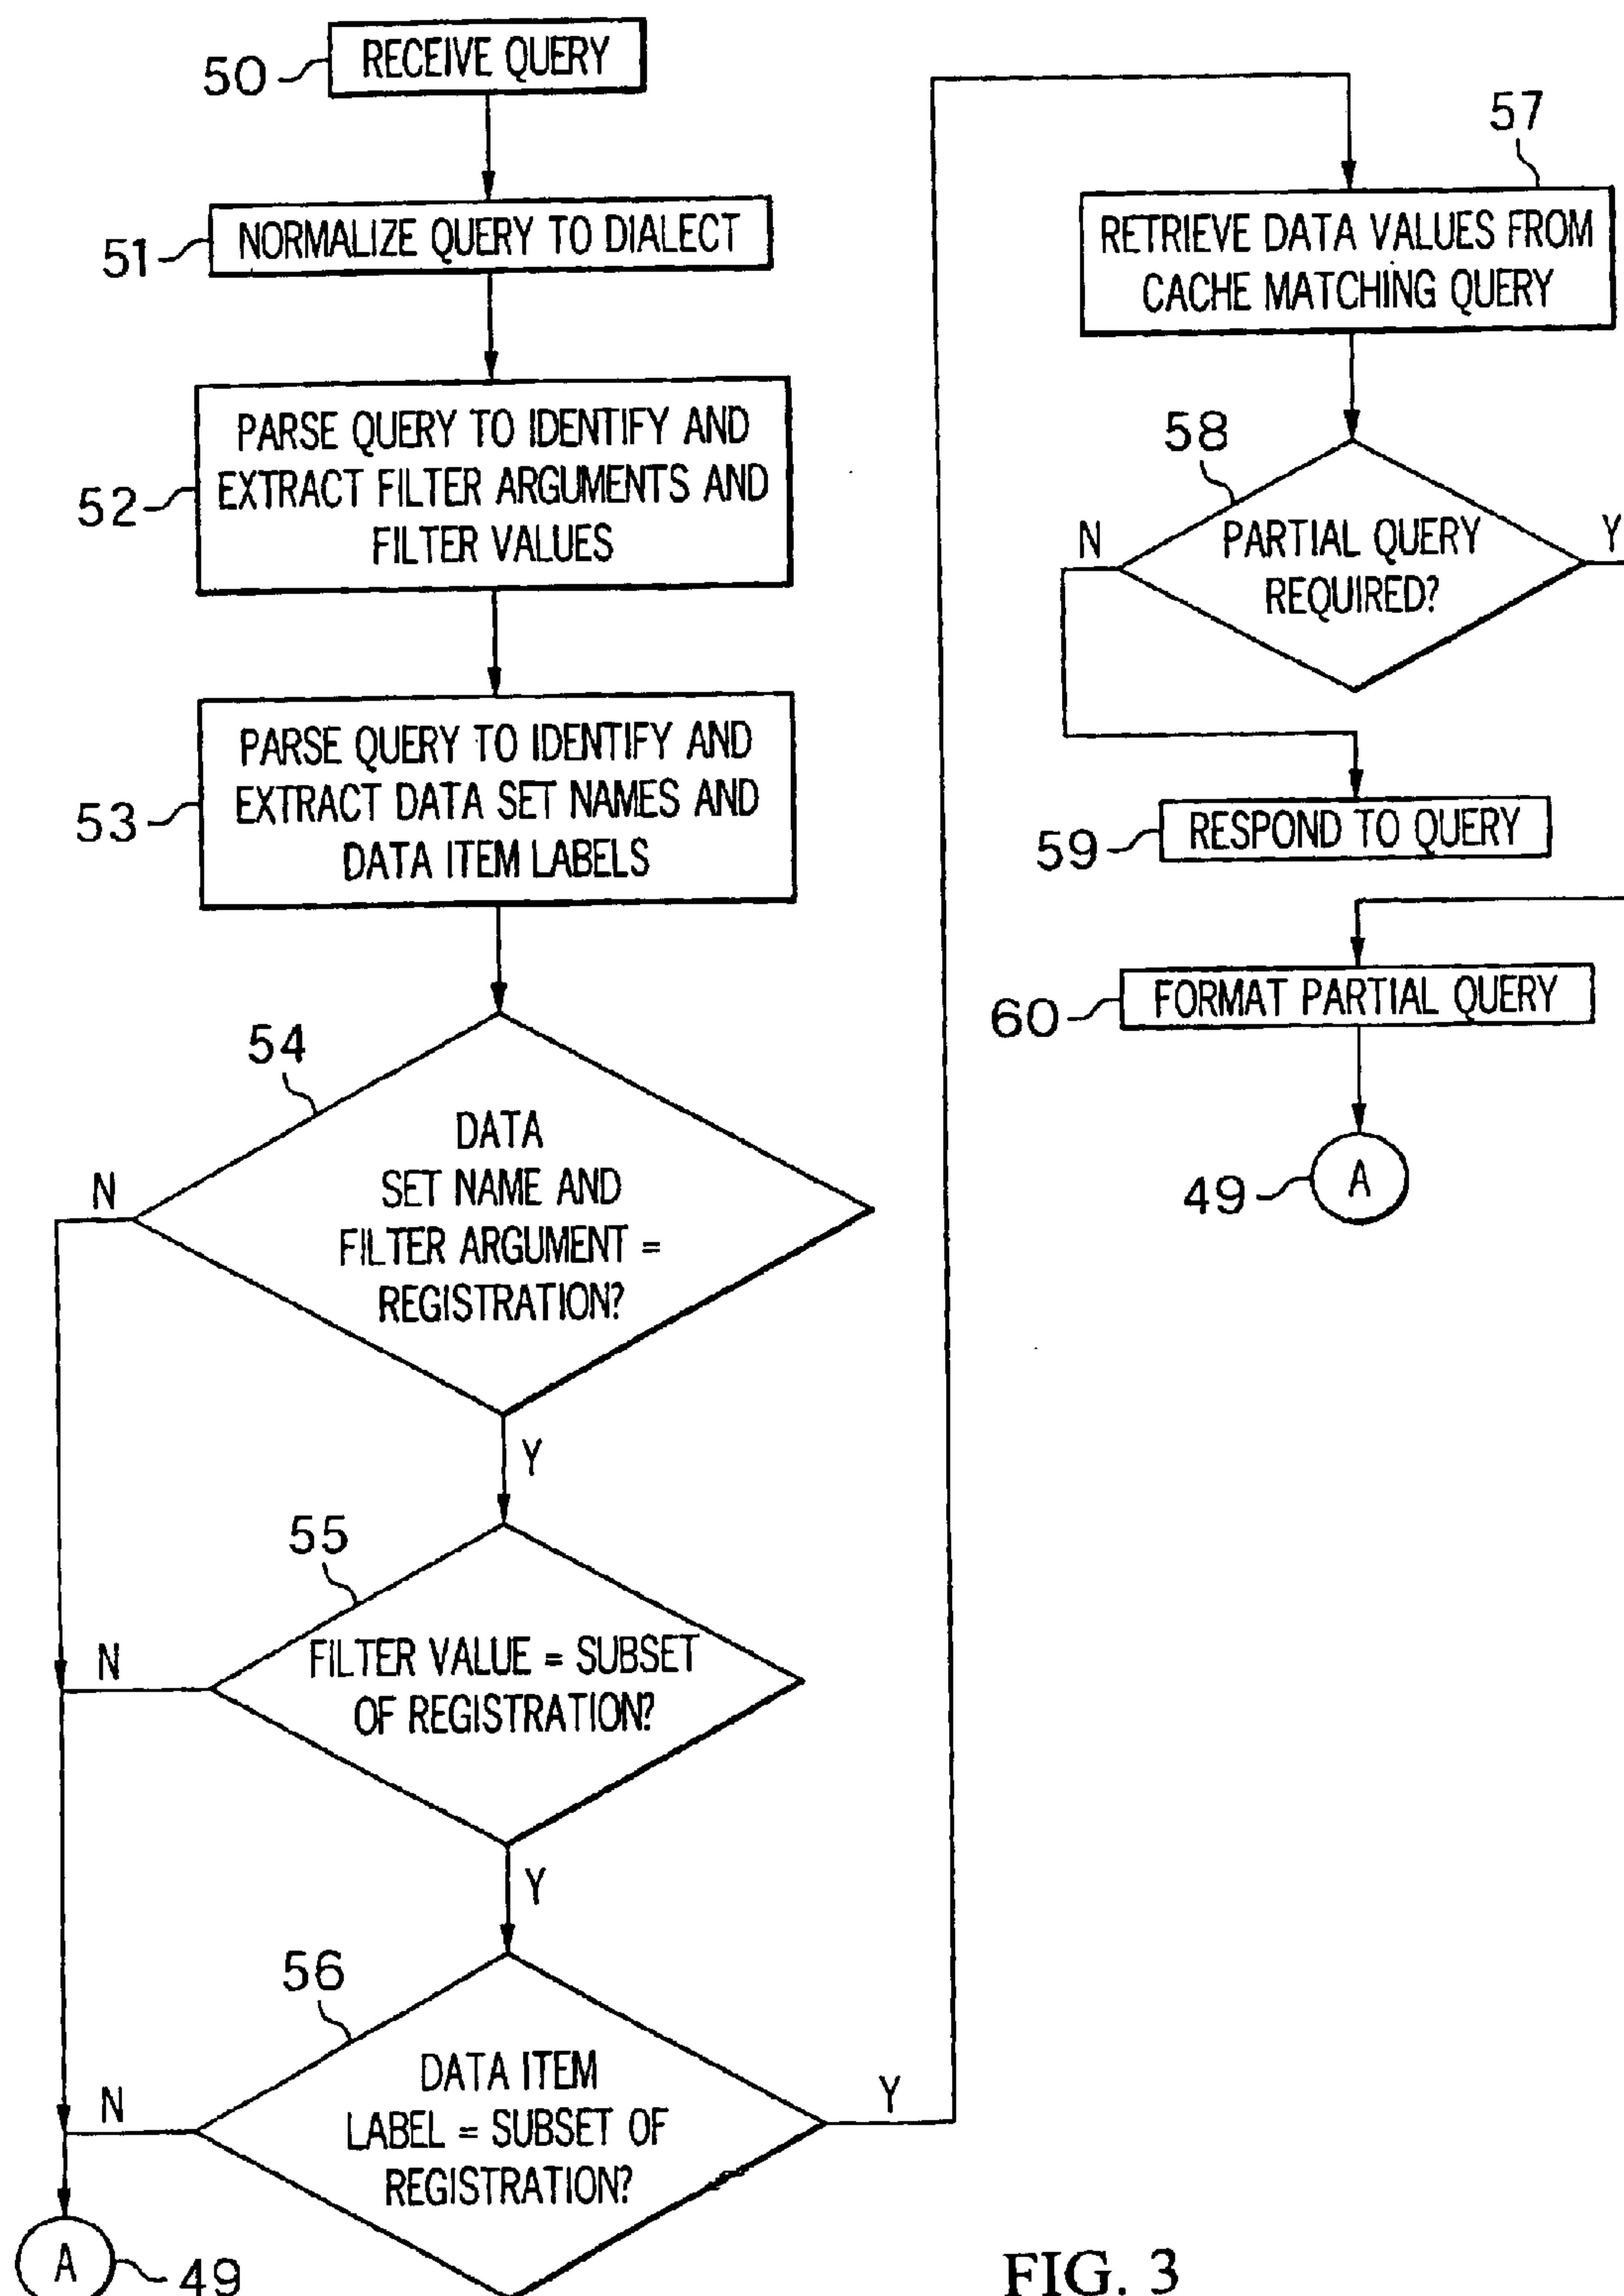 50
RECEIVE QUERY
51
NORMALIZE QUERY TO DIALECT
52
PARSE QUERY TO IDENTIFY AND
EXTRACT FILTER ARGUMENTS AND
FILTER VALUES
53
PARSE QUERY TO IDENTIFY AND
EXTRACT DATA SET NAMES AND
DATA ITEM LABELS
54
DATA
SET NAME AND
FILTER ARGUMENT =
REGISTRATION?
N
Y
55
FILTER VALUE = SUBSET
OF REGISTRATION?
N
Y
56
DATA ITEM
LABEL = SUBSET OF
REGISTRATION?
N
Y
A
49
57
RETRIEVE DATA VALUES FROM
CACHE MATCHING QUERY
58
PARTIAL QUERY
REQUIRED?
N
Y
59
RESPOND TO QUERY
60
FORMAT PARTIAL QUERY
49
A
FIG. 3